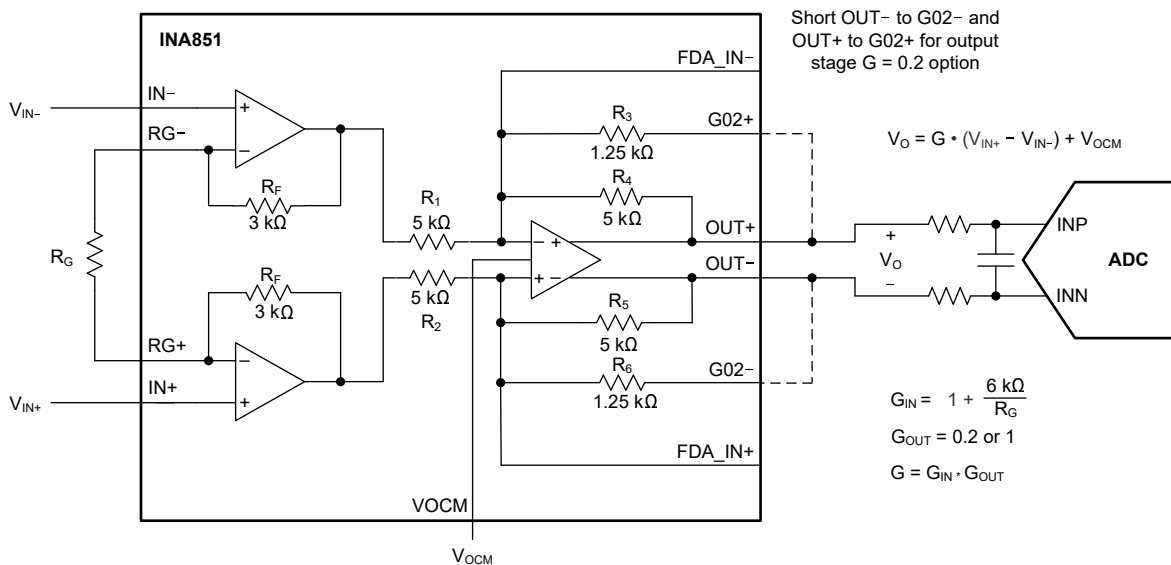 INA851
Short OUT− to G02− and
OUT+ to G02+ for output
stage G = 0.2 option
FDA_IN−
V_IN−
IN−
RG−
R_F
3 kΩ
R_3
1.25 kΩ
G02+
V_O = G • (V_IN+ − V_IN−) + V_OCM
R_4
5 kΩ
R_1
5 kΩ
R_G
OUT+
OUT−
+
V_O
−
INP
ADC
INN
R_F
3 kΩ
5 kΩ
R_2
R_5
5 kΩ
R_6
1.25 kΩ
G02−
RG+
IN+
V_IN+
FDA_IN+
VOCM
V_OCM
G_IN = 1 + 6 kΩ / R_G
G_OUT = 0.2 or 1
G = G_IN * G_OUT